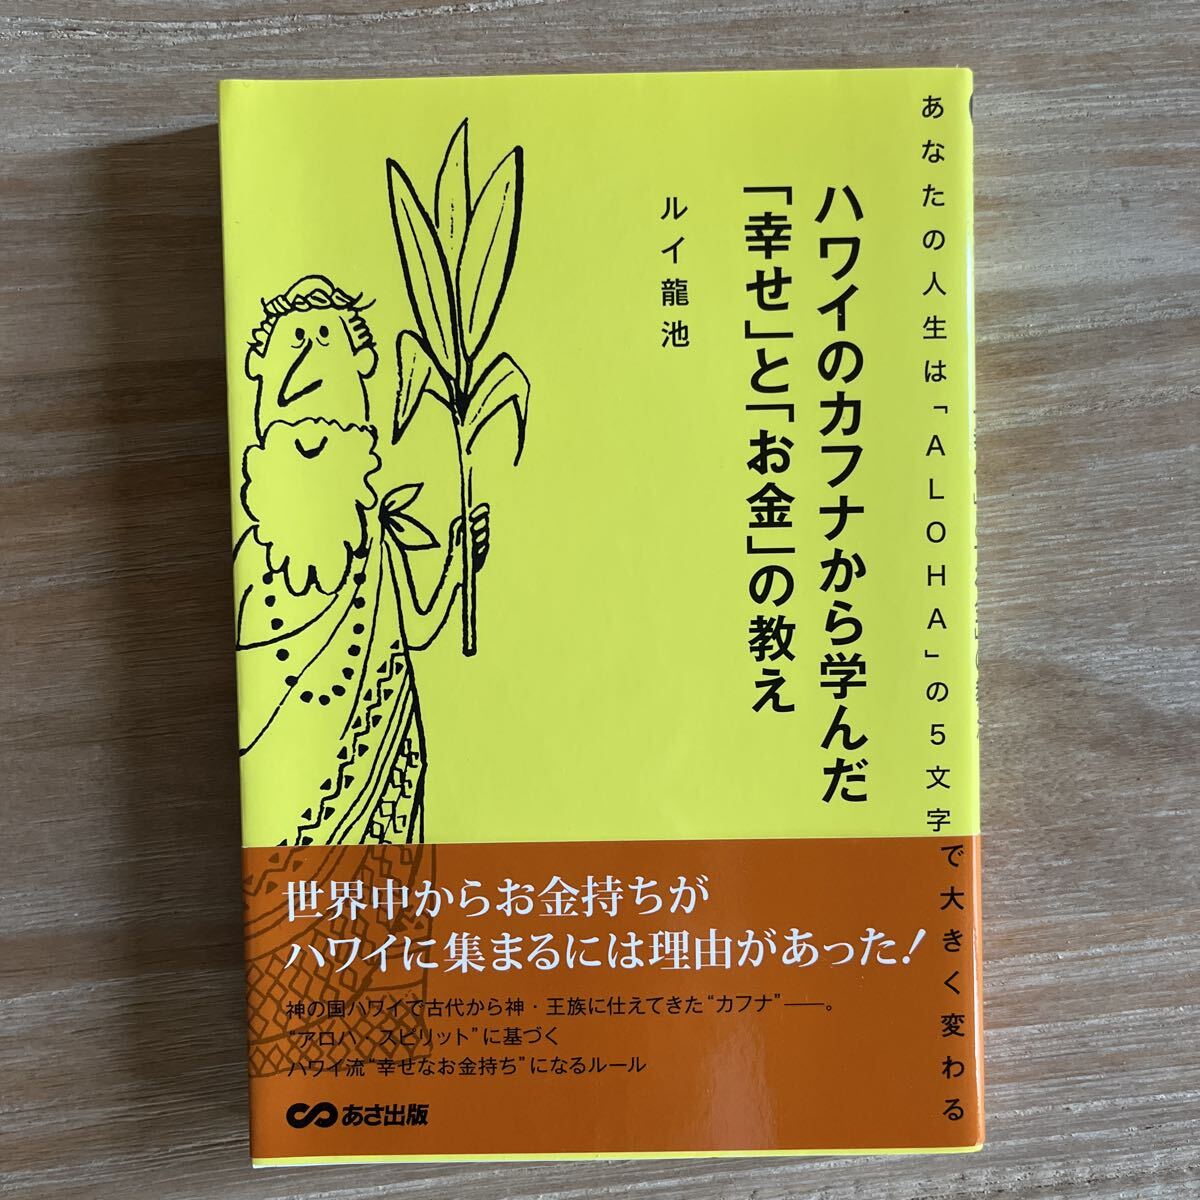 あなたの人生は「ALOHA」の5文字で大きく変わる
ハワイのカフナから学んだ
「幸せ」と「お金」の教え
ルイ龍池
世界中からお金持ちが
ハワイに集まるには理由があった!
神の国ハワイで古代から神・王族に仕えてきた“カフナ”――。
“アロハ スピリット”に基づく
ハワイ流“幸せなお金持ち”になるルール
あさ出版